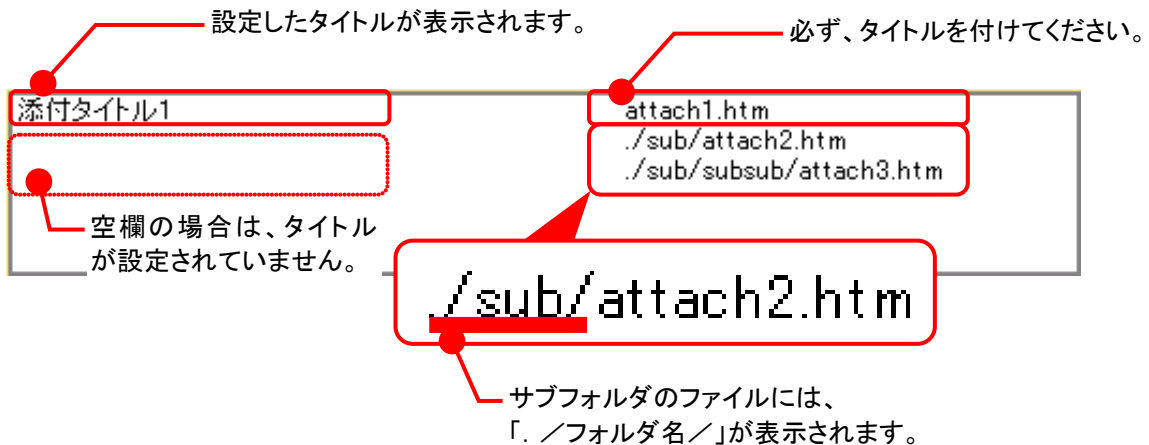 設定したタイトルが表示されます。
必ず、タイトルを付けてください。
添付タイトル1
attach1.htm
./sub/attach2.htm
./sub/subsub/attach3.htm
空欄の場合は、タイトル
が設定されていません。
./sub/attach2.htm
サブフォルダのファイルには、
「．／フォルダ名／」が表示されます。